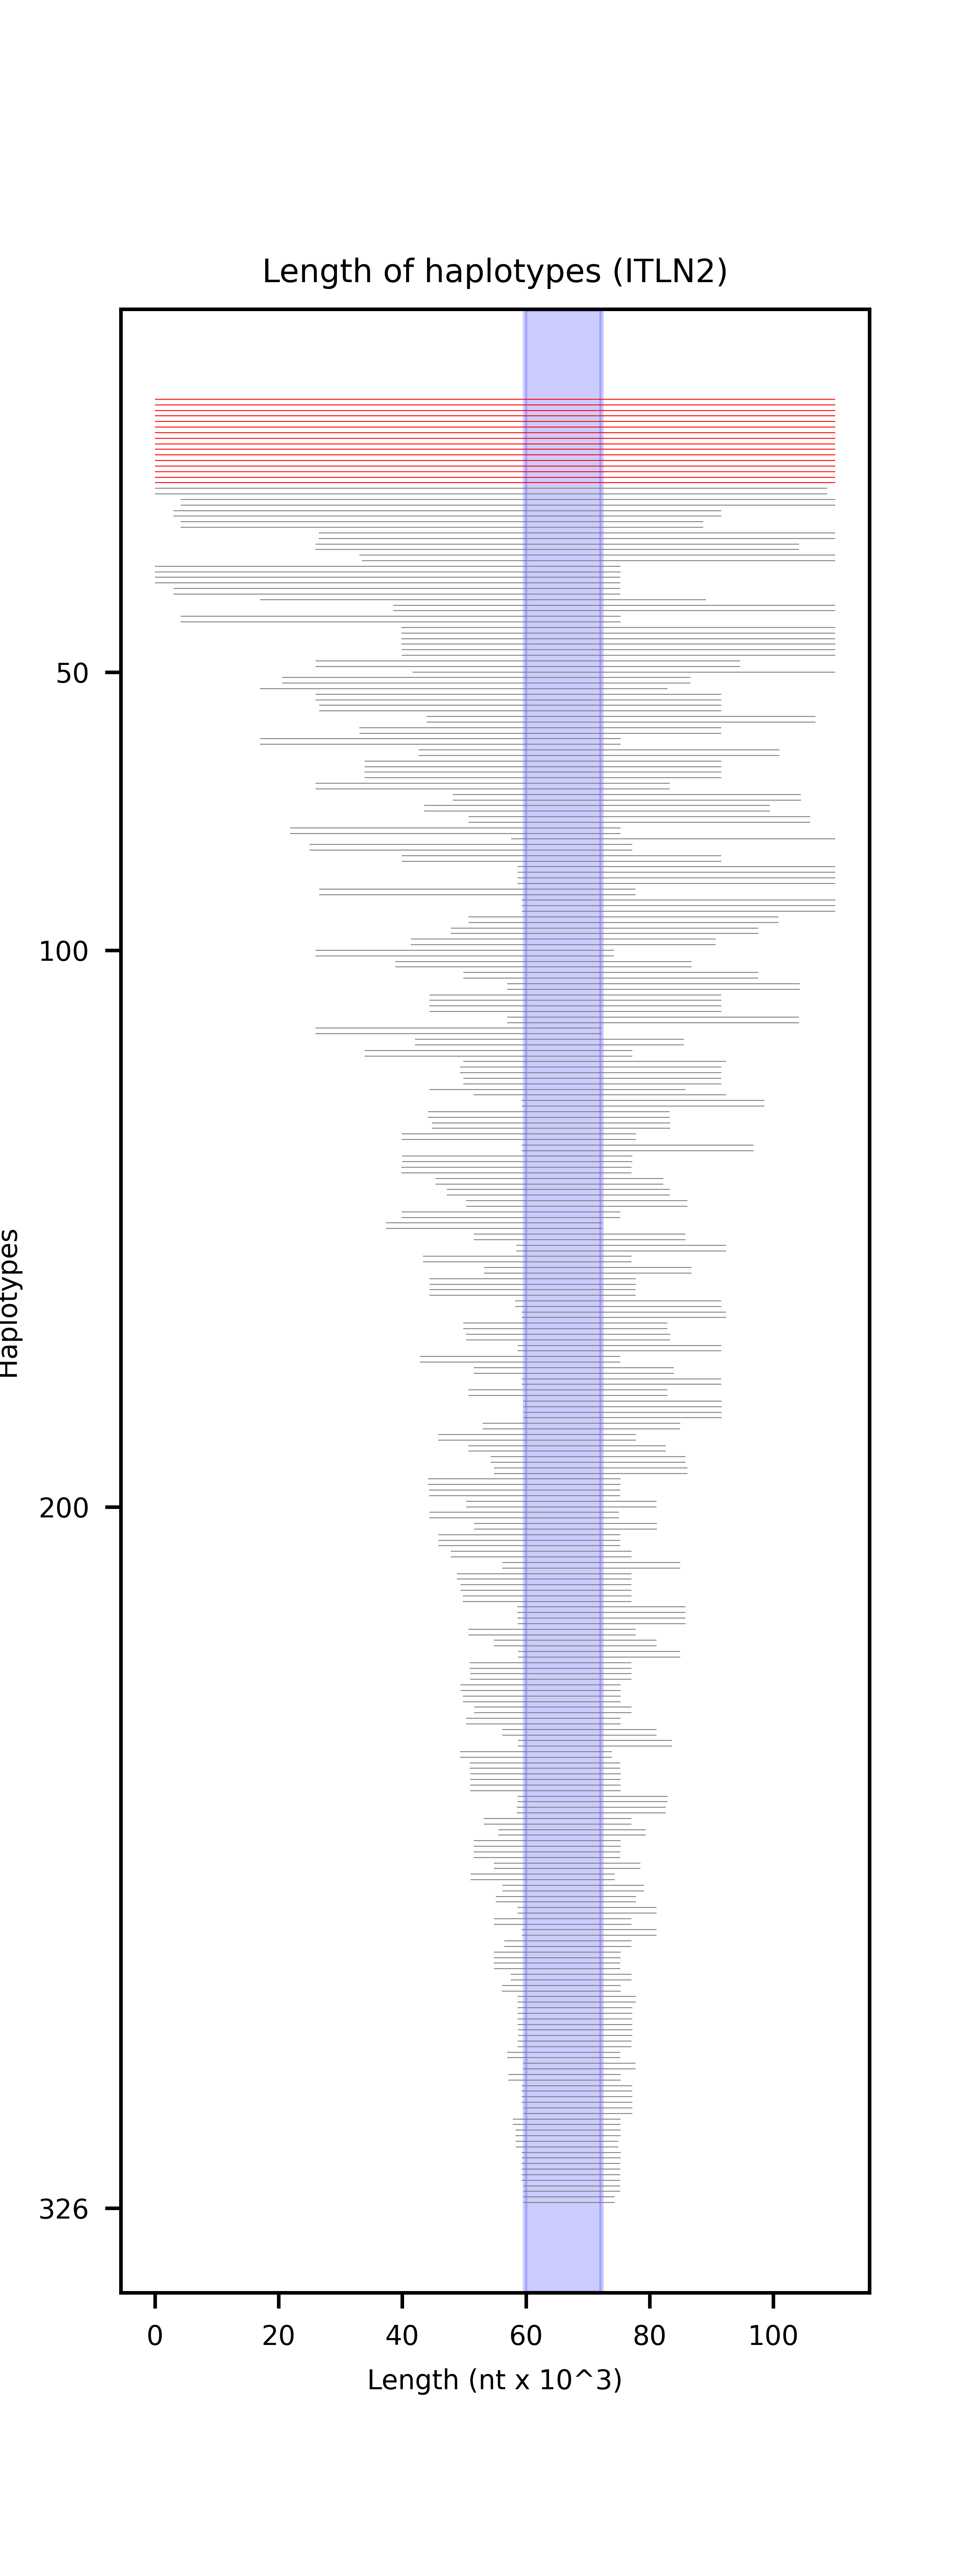 Length of haplotypes (ITLN2)
50
100
Haplotypes
200
326
0 20 40 60 80 100
Length (nt x 10^3)